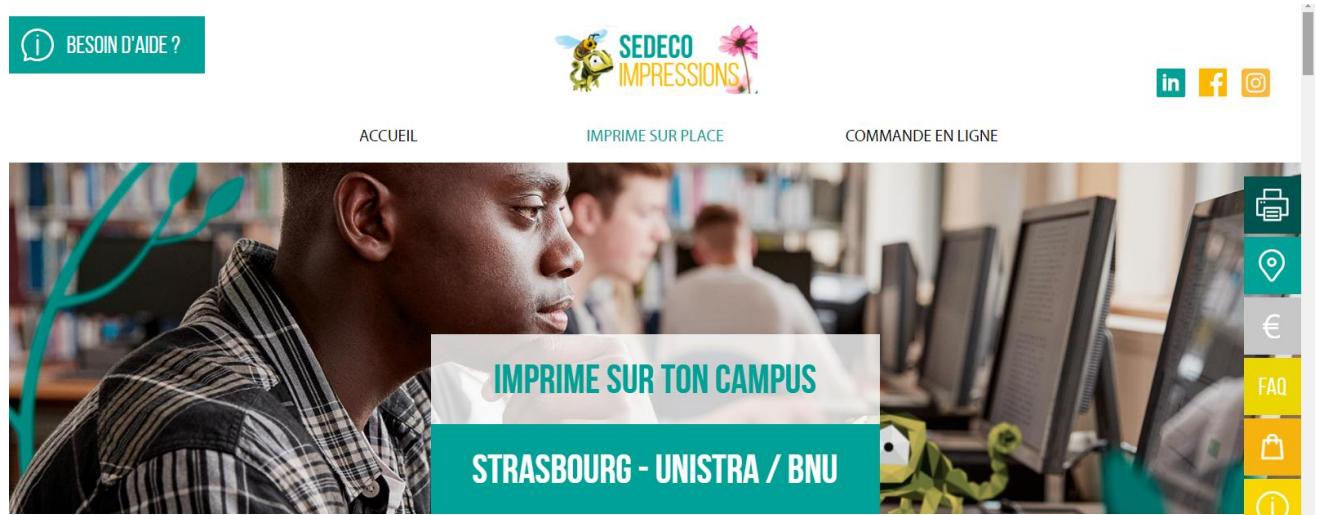 BESOIN D'AIDE ?
SEDECO
IMPRESSIONS
in f
ACCUEIL IMPRIME SUR PLACE COMMANDE EN LIGNE
IMPRIME SUR TON CAMPUS
€
FAQ
STRASBOURG - UNISTRA / BNU